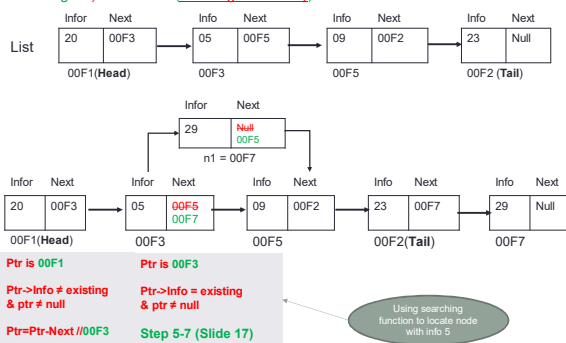 Infor Next Info Next Info Next Info Next
List 20 00F3 05 00F5 09 00F2 23 Null
00F1(Head) 00F3 00F5 00F2 (Tail)
Infor Next
29 Null
00F5
n1 = 00F7
Infor Next Infor Next Info Next Info Next Info Next
20 00F3 05 00F5 09 00F2 23 00F7 29 Null
00F7
00F1(Head) 00F3 00F5 00F2(Tail) 00F7
Ptr is 00F1
Ptr->Info ≠ existing
& ptr ≠ null
Ptr=Ptr-Next //00F3
Ptr is 00F3
Ptr->Info = existing
& ptr ≠ null
Step 5-7 (Slide 17)
Using searching
function to locate node
with info 5